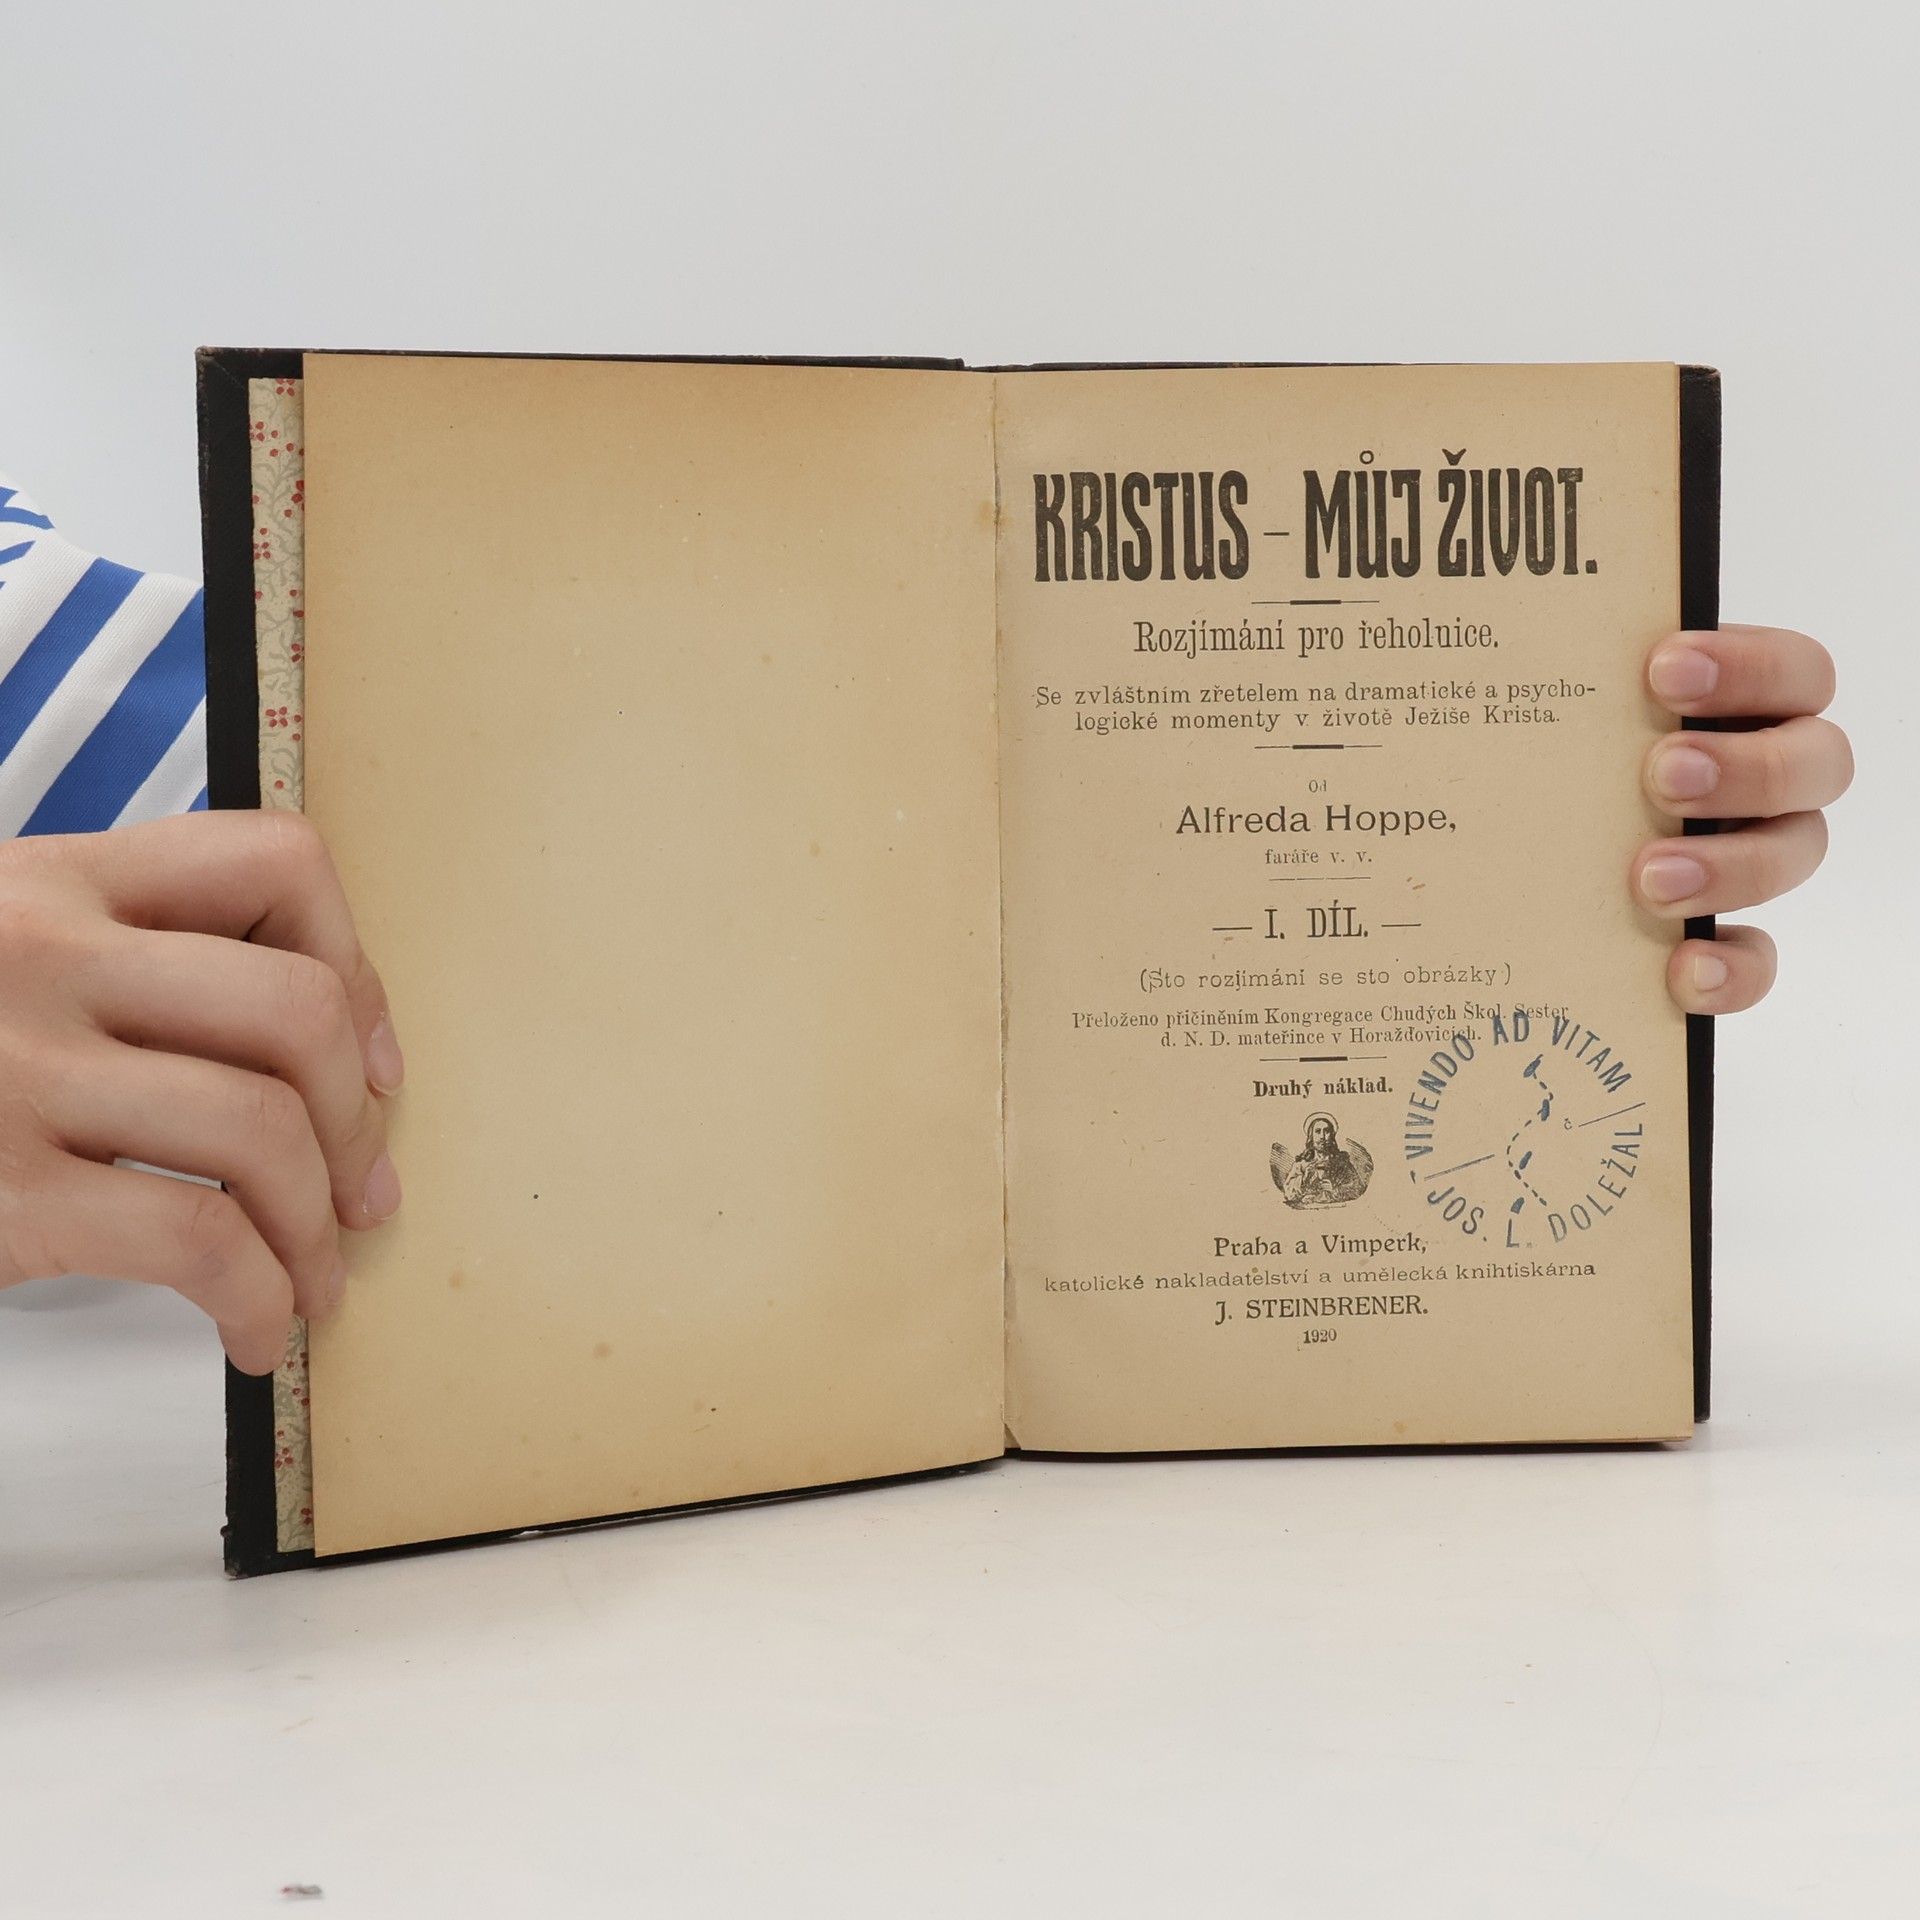 KRISTUS – MŮJ ŽIVOT.
Rozjímání pro řeholnice.
Se zvláštním zřetelem na dramatické a psycho-
logické momenty v životě Ježíše Krista.
Od
Alfreda Hoppe,
faráře v. v.
— I. DÍL. —
(Sto rozjímání se sto obrázky)
Přeloženo přičiněním Kongregace Chudých Škol. Sester
d. N. D. mateřince v Horažďovicích.
Druhý náklad.
VIVENDO AD VITAM
č
JOS. L. DOLEŽAL
Praha a Vimperk,
katolické nakladatelství a umělecká knihtiskárna
J. STEINBRENER.
1920